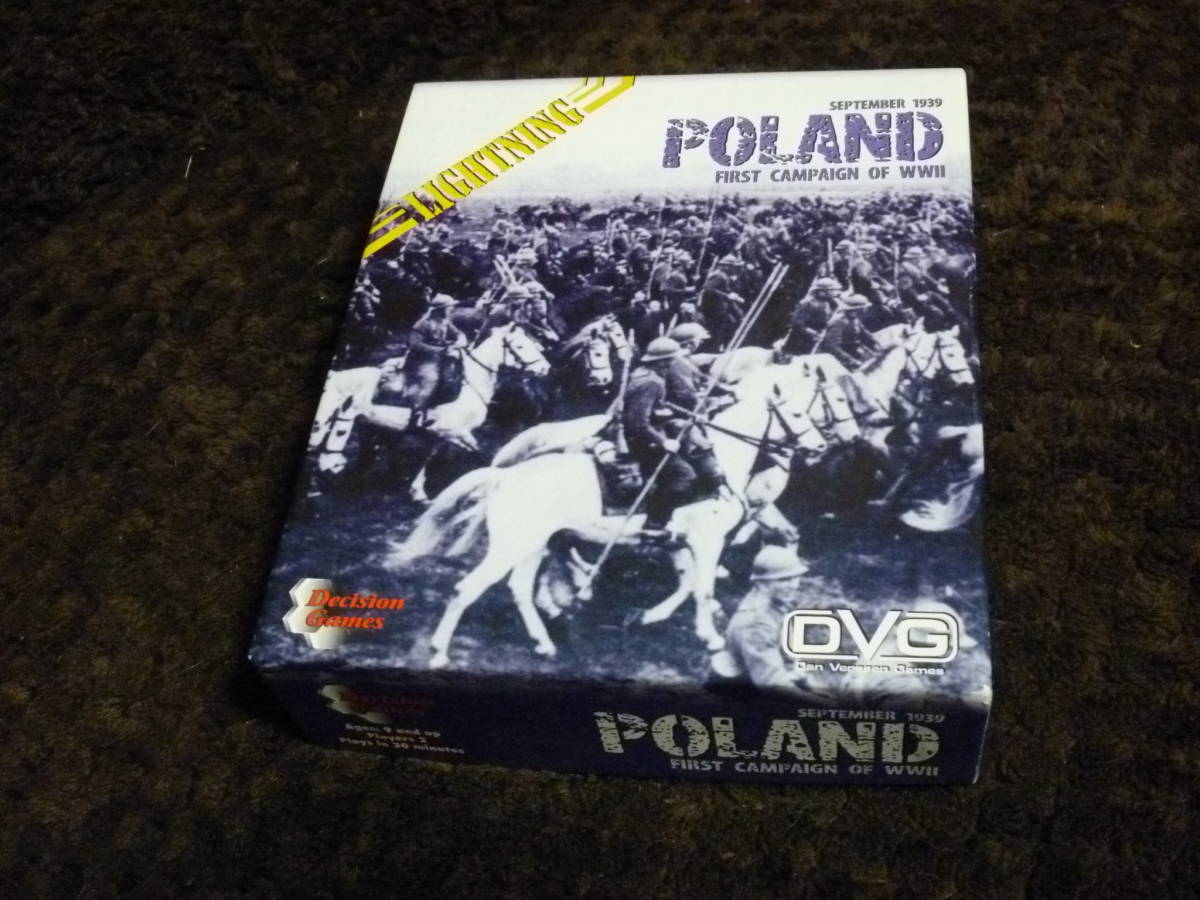 LIGHTNING
SEPTEMBER 1939
POLAND
FIRST CAMPAIGN OF WWII
Decision
Games
DVG
Dan Verssen Games
SEPTEMBER 1939
POLAND
FIRST CAMPAIGN OF WWII
Ages: 9 and up
Players 2
Plays in 30 minutes